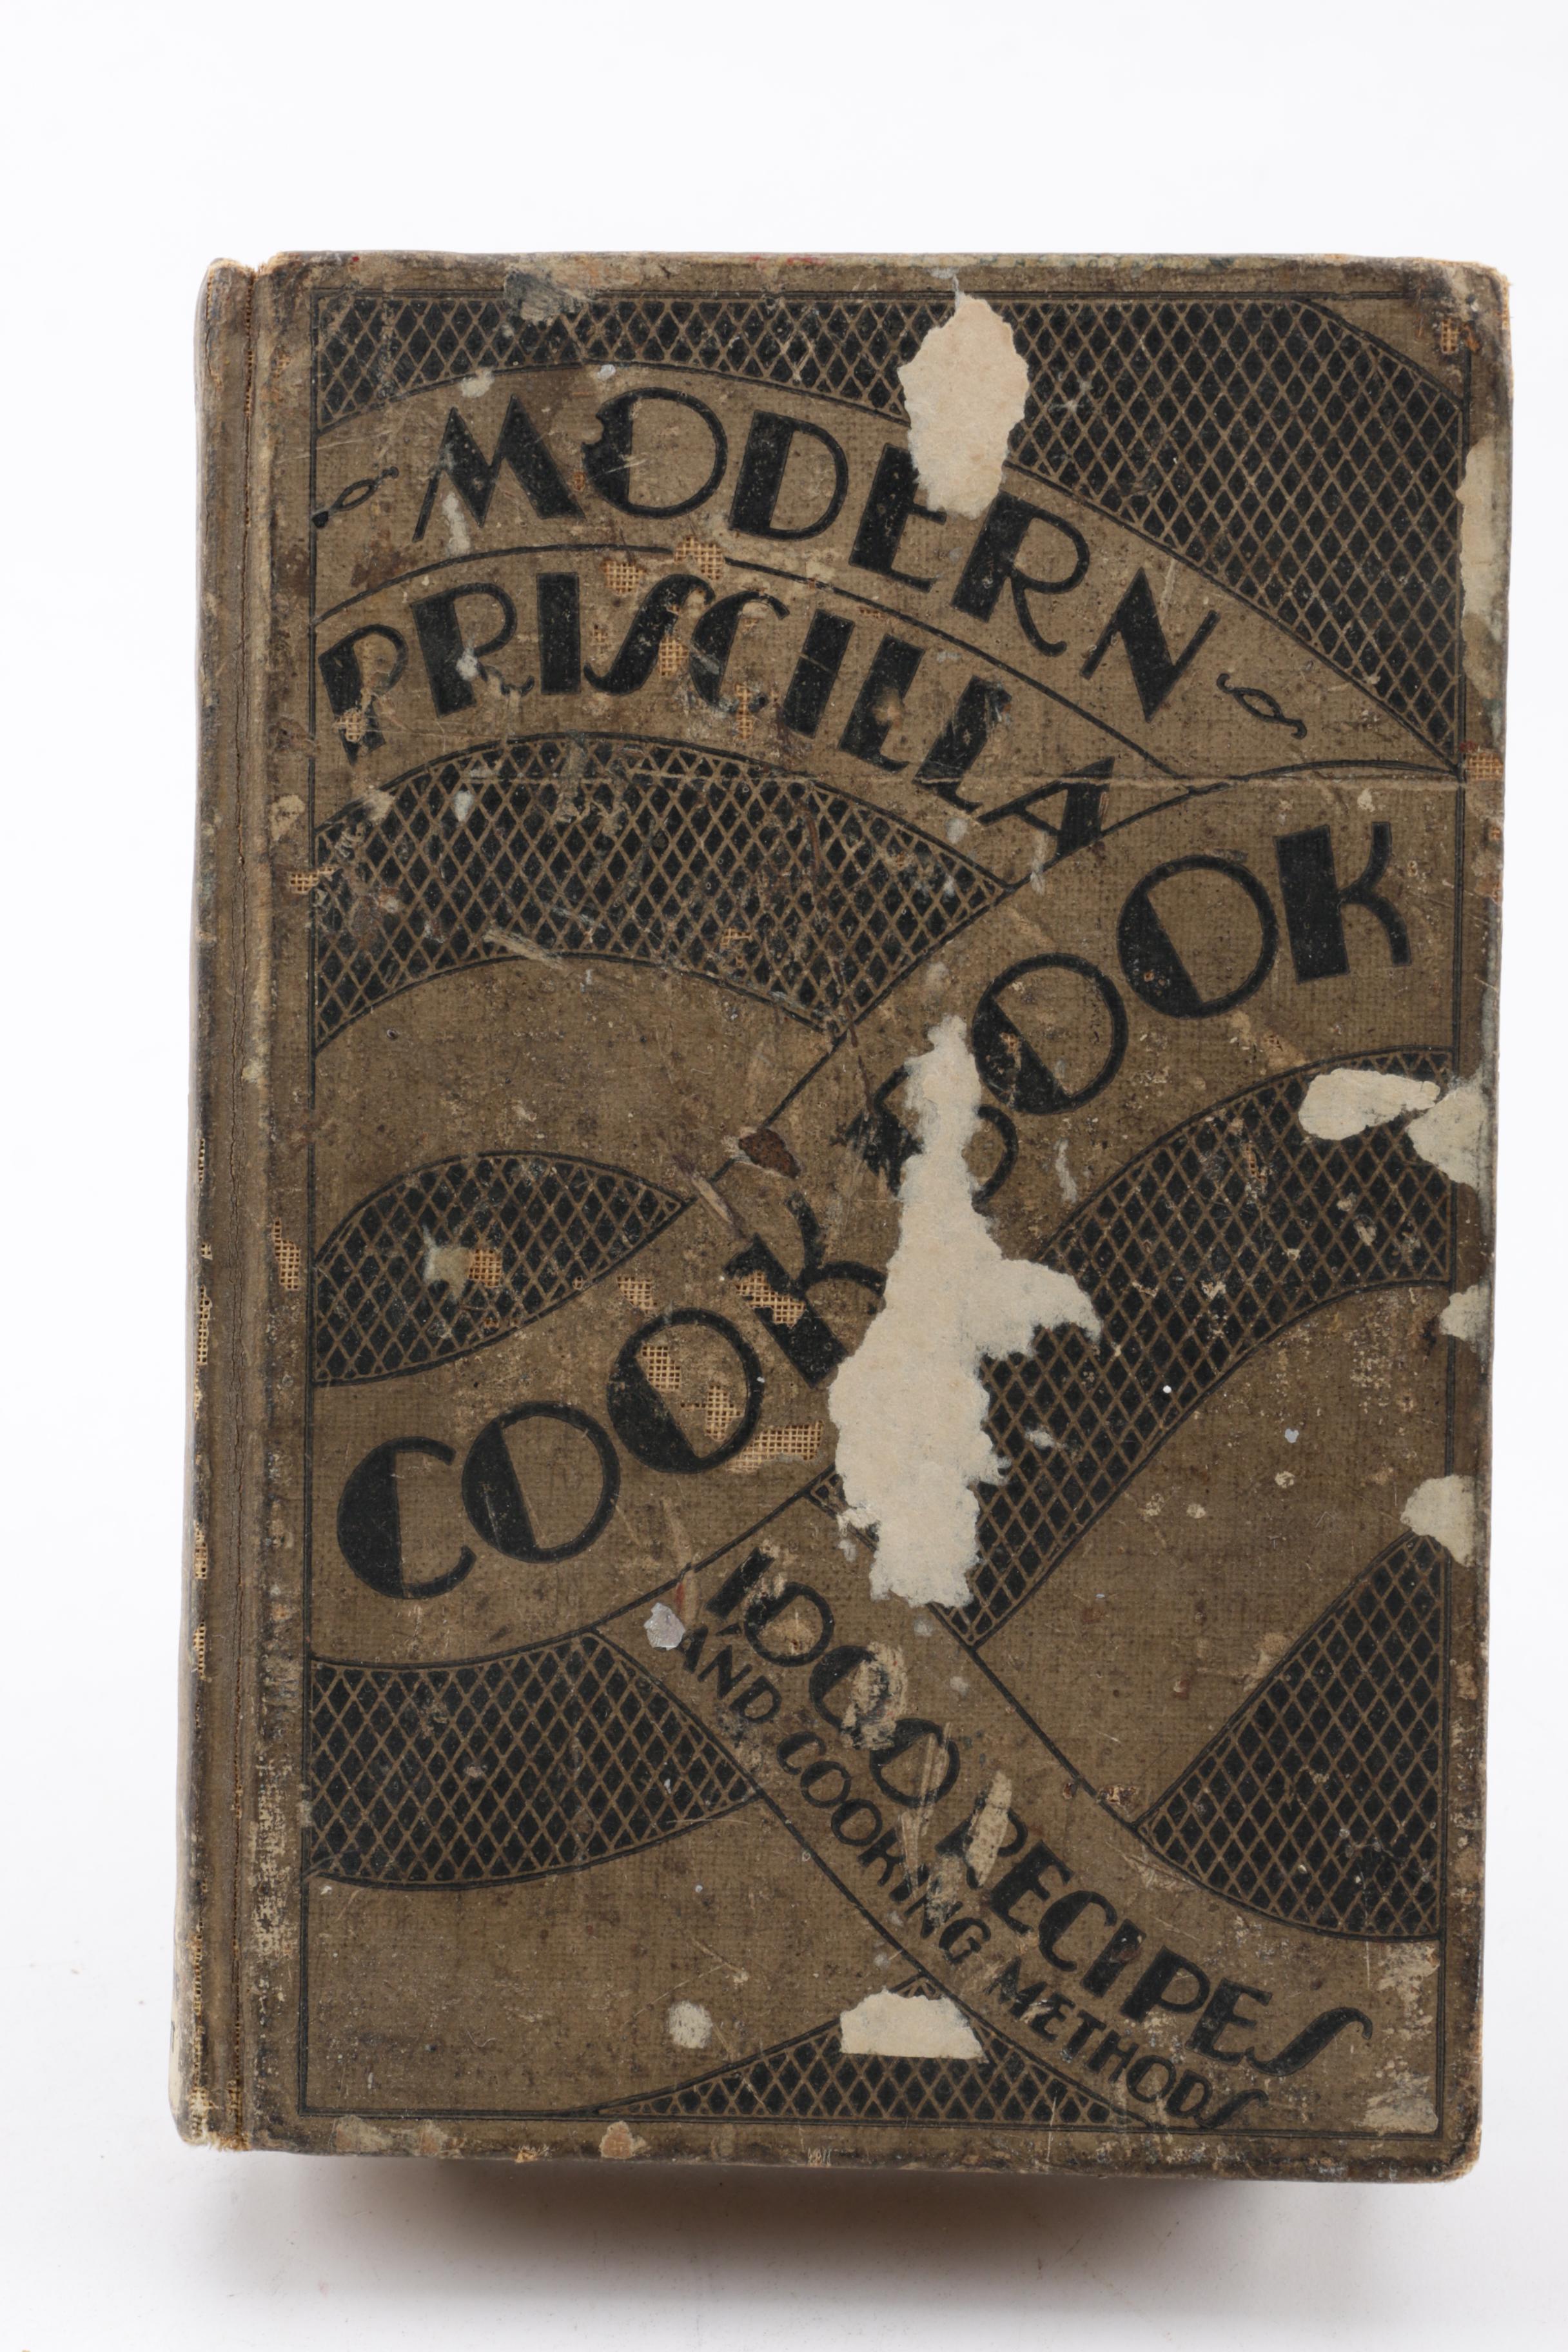 MODERN
PRISCILLA
COOK BOOK
1000 RECIPES
AND COOKING METHODS